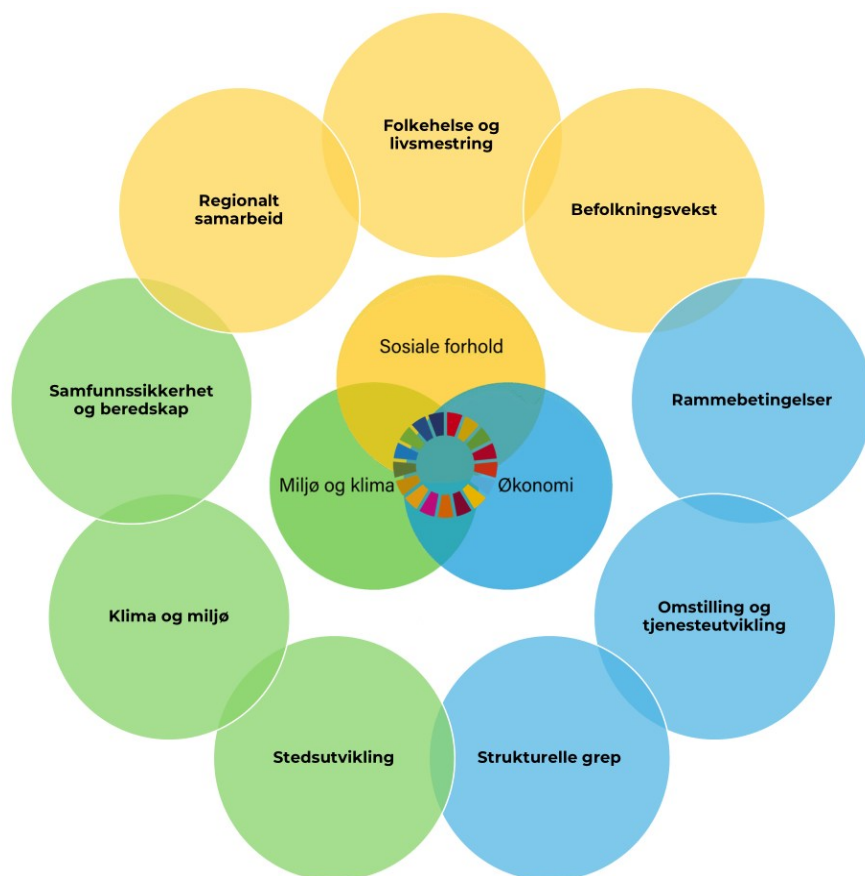 Folkehelse og
livsmestring
Regionalt
samarbeid
Befolkningsvekst
Sosiale forhold
Samfunnssikkerhet
og beredskap
Rammebetingelser
Miljø og klima
Økonomi
Klima og miljø
Omstilling og
tjenesteutvikling
Stedsutvikling
Strukturelle grep